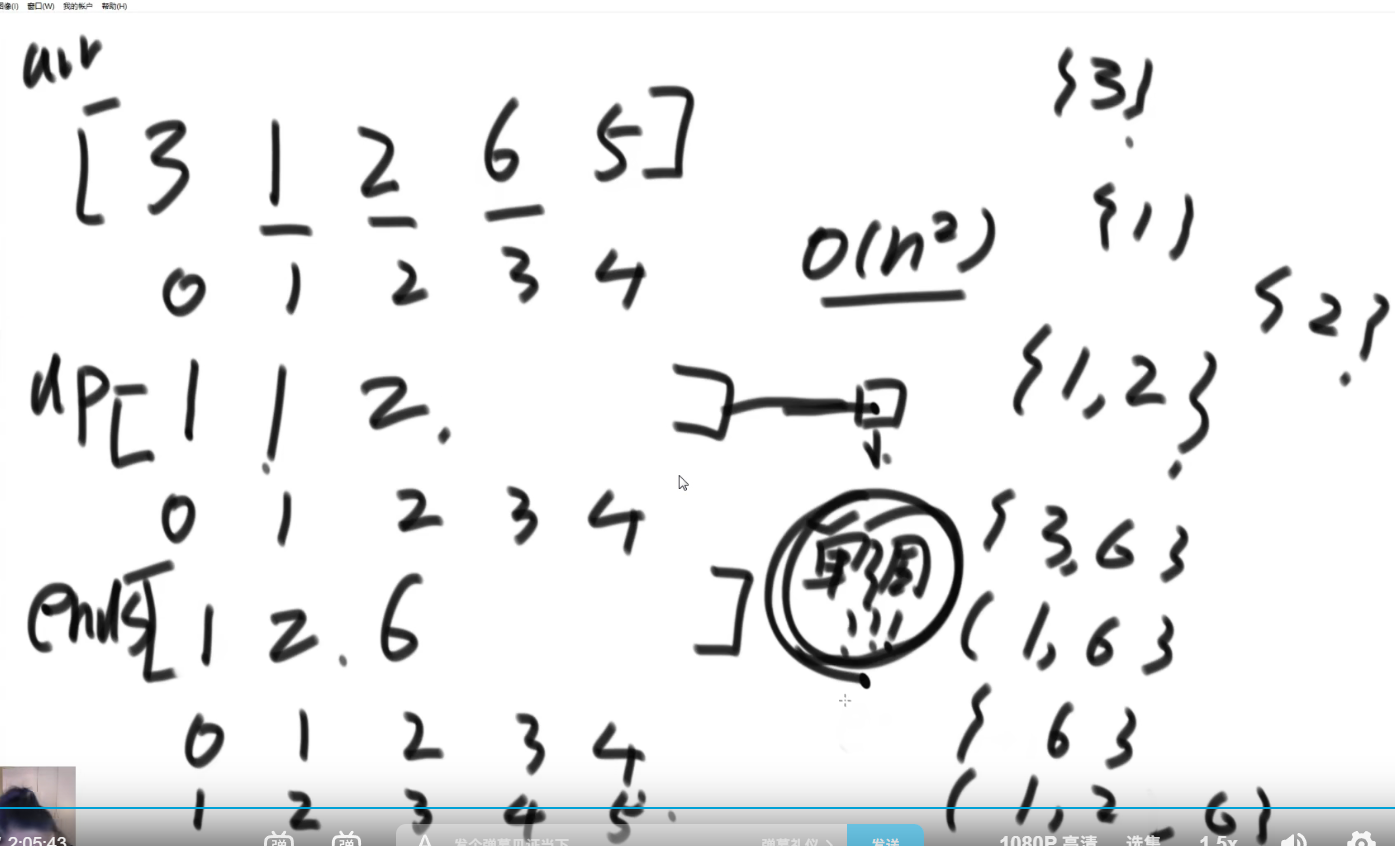 图像(I) 窗口(W) 我的帐户 帮助(H)
arr
[3 1 2 6 5]
0 1 2 3 4
dp[1 1 2. ]
0 1 2 3 4
ends[1 2. 6 ]
0 1 2 3 4
1 2 3 4 5
O(n²)
单调
!!!
{3}
{1}
{2}
{1,2}
{3,6}
{1,6}
{6}
{1,2,6}
2:05:43
弹
弹
A
发个弹幕见证当下
弹幕礼仪 >
发送
1080P 高清
选集
1.5x